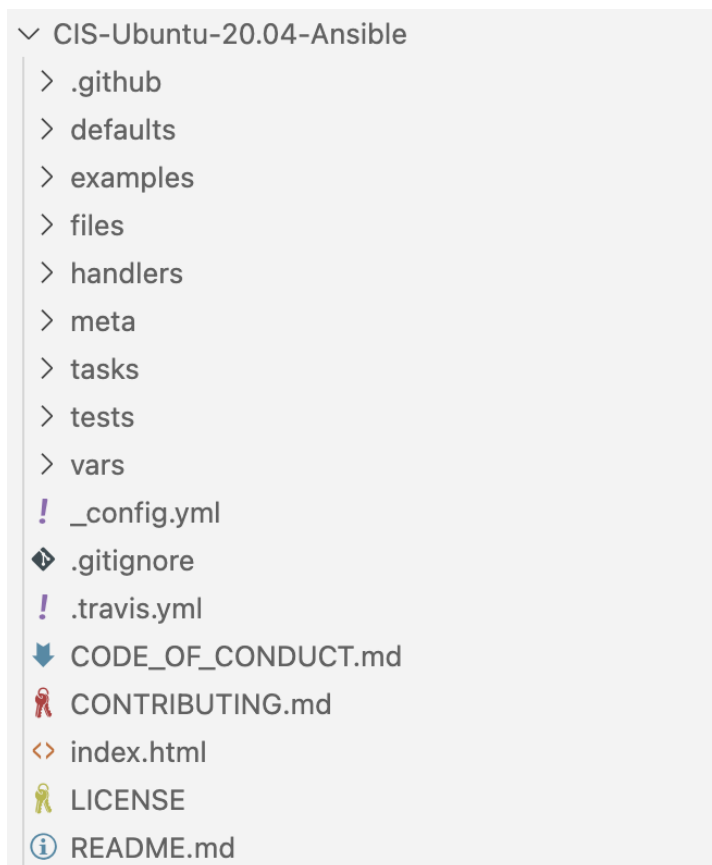 CIS-Ubuntu-20.04-Ansible
.github
defaults
examples
files
handlers
meta
tasks
tests
vars
_config.yml
.gitignore
.travis.yml
CODE_OF_CONDUCT.md
CONTRIBUTING.md
index.html
LICENSE
README.md